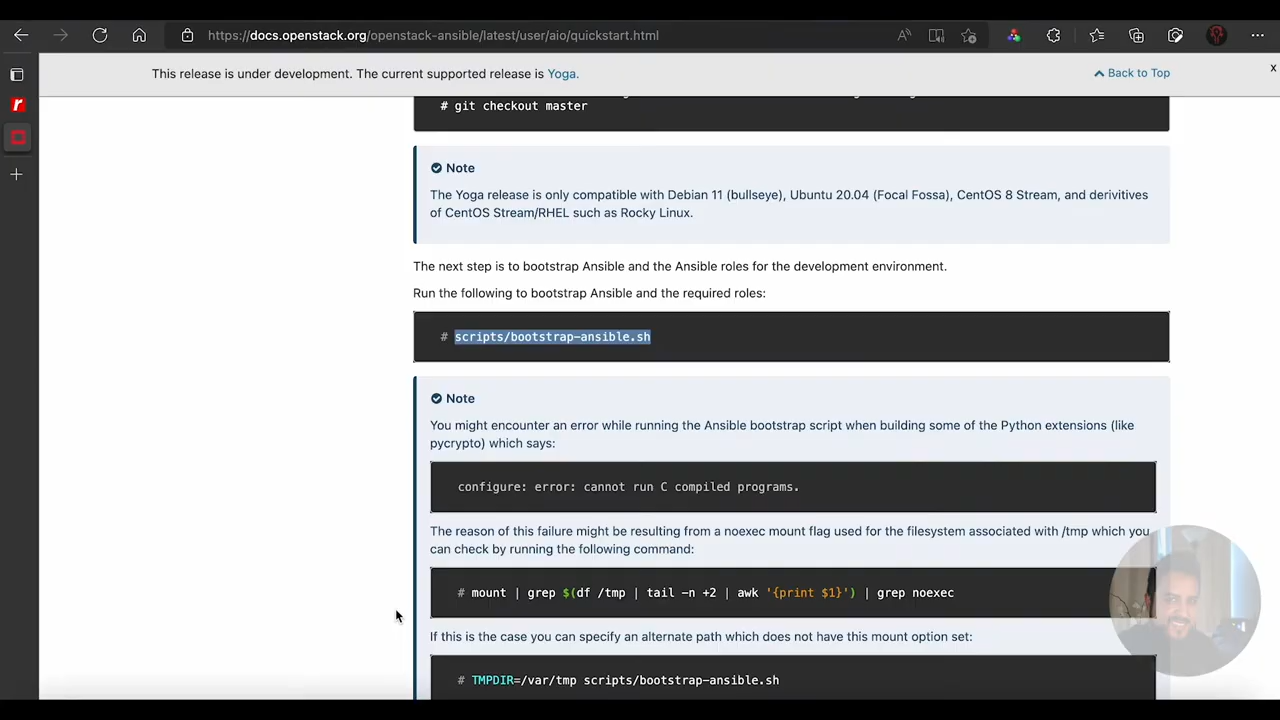 https://docs.openstack.org/openstack-ansible/latest/user/aio/quickstart.html
This release is under development. The current supported release is Yoga.
Back to Top
x
# git checkout master
Note
The Yoga release is only compatible with Debian 11 (bullseye), Ubuntu 20.04 (Focal Fossa), CentOS 8 Stream, and derivitives
of CentOS Stream/RHEL such as Rocky Linux.
The next step is to bootstrap Ansible and the Ansible roles for the development environment.
Run the following to bootstrap Ansible and the required roles:
# scripts/bootstrap-ansible.sh
Note
You might encounter an error while running the Ansible bootstrap script when building some of the Python extensions (like
pycrypto) which says:
configure: error: cannot run C compiled programs.
The reason of this failure might be resulting from a noexec mount flag used for the filesystem associated with /tmp which you
can check by running the following command:
# mount | grep $(df /tmp | tail -n +2 | awk '{print $1}') | grep noexec
If this is the case you can specify an alternate path which does not have this mount option set:
# TMPDIR=/var/tmp scripts/bootstrap-ansible.sh